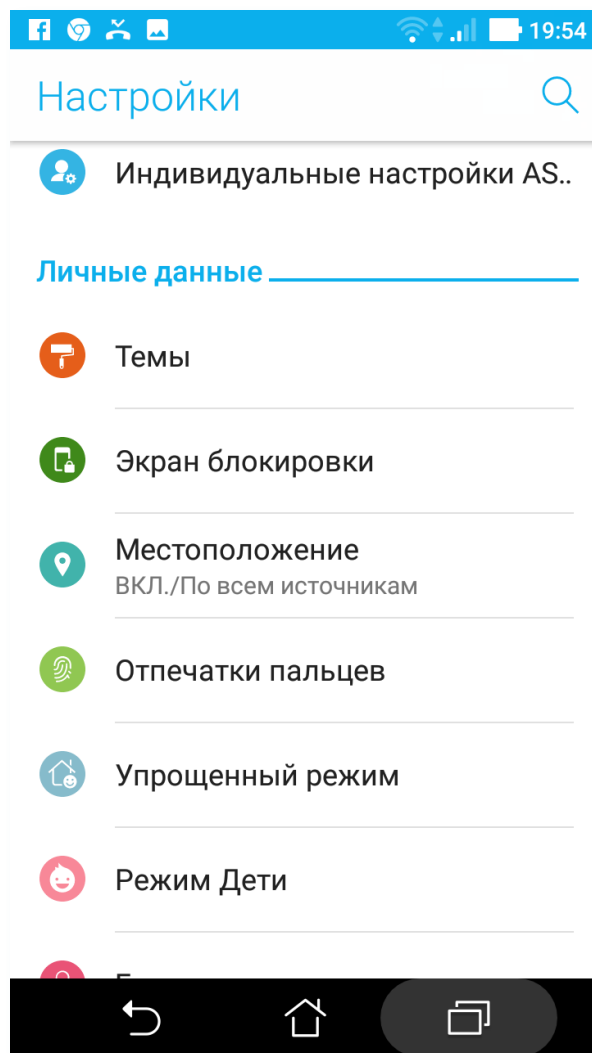 19:54
Настройки
Индивидуальные настройки AS..
Личные данные
Темы
Экран блокировки
Местоположение
ВКЛ./По всем источникам
Отпечатки пальцев
Упрощенный режим
Режим Дети